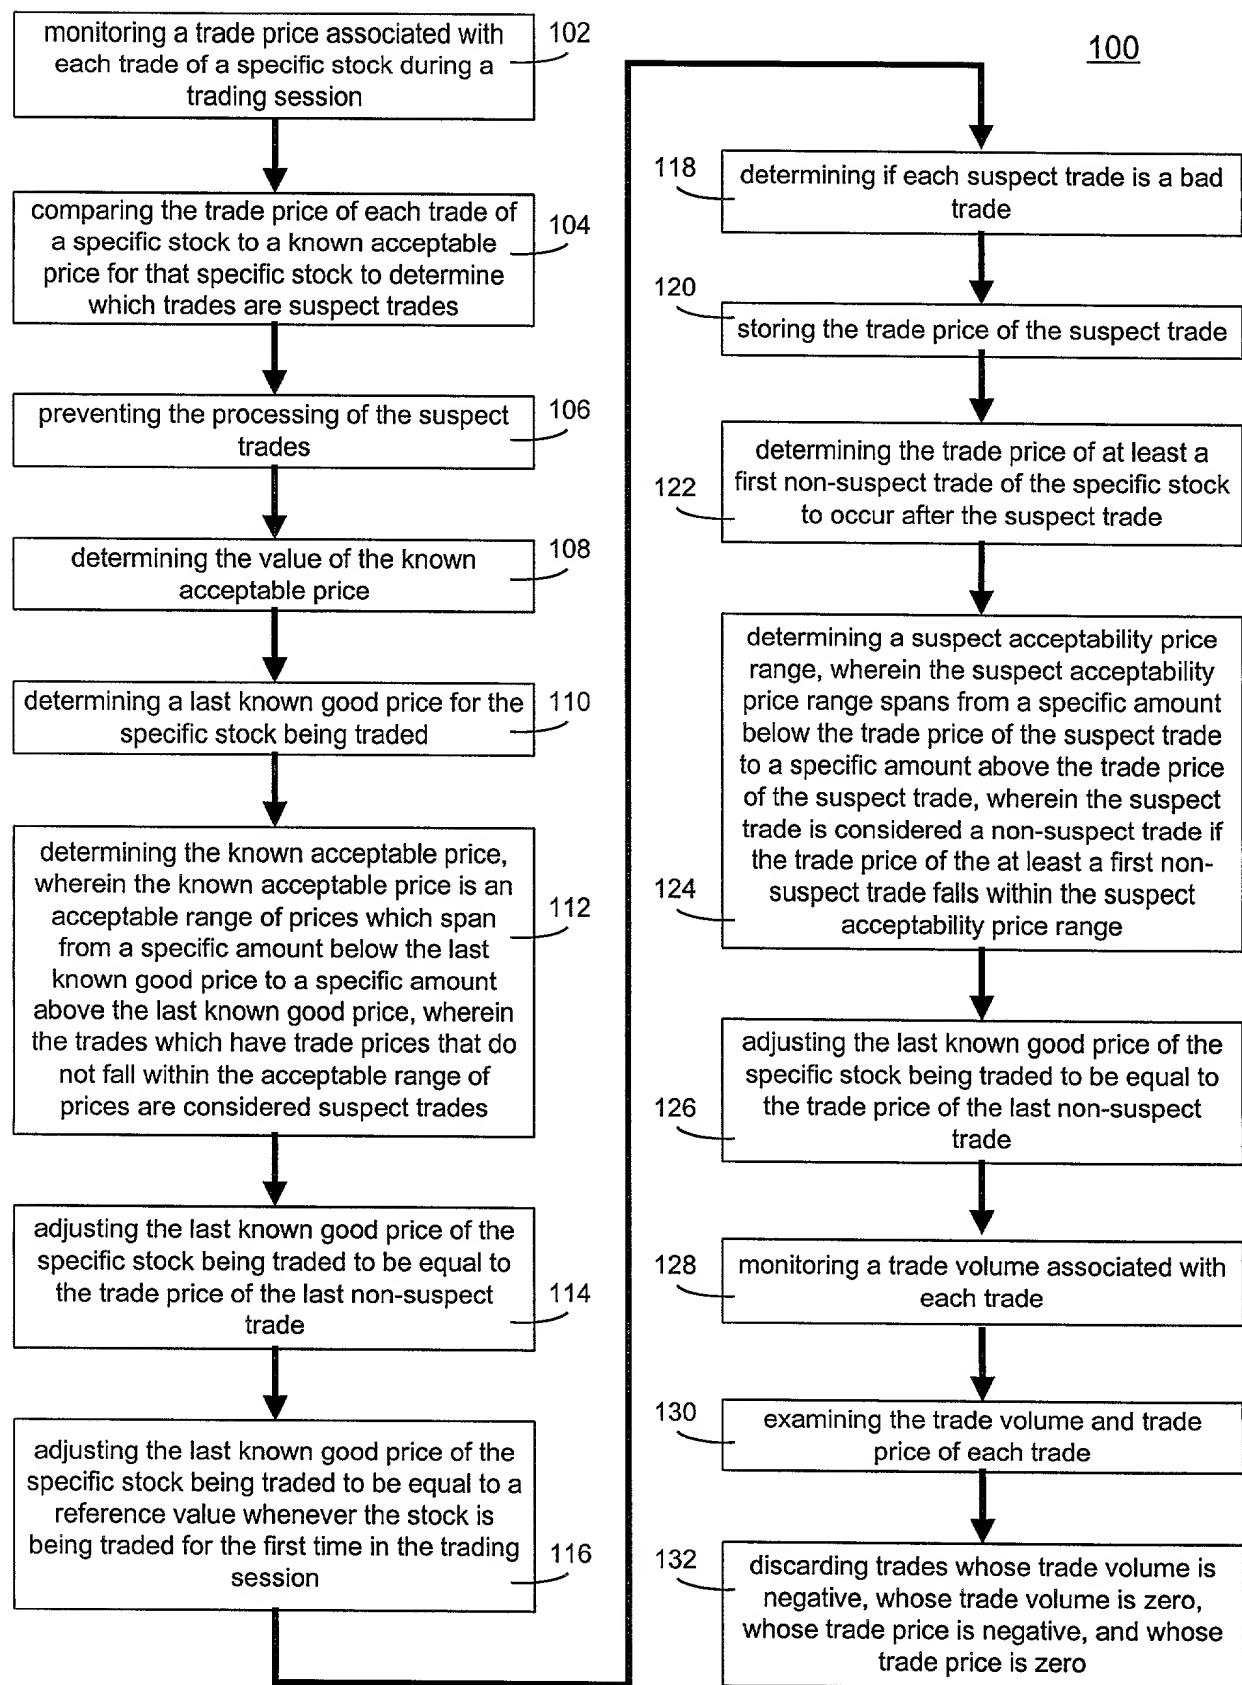 monitoring a trade price associated with
each trade of a specific stock during a
trading session
102
comparing the trade price of each trade of
a specific stock to a known acceptable
price for that specific stock to determine
which trades are suspect trades
104
preventing the processing of the suspect
trades
106
determining the value of the known
acceptable price
108
determining a last known good price for the
specific stock being traded
110
determining the known acceptable price,
wherein the known acceptable price is an
acceptable range of prices which span
from a specific amount below the last
known good price to a specific amount
above the last known good price, wherein
the trades which have trade prices that do
not fall within the acceptable range of
prices are considered suspect trades
112
adjusting the last known good price of the
specific stock being traded to be equal to
the trade price of the last non-suspect
trade
114
adjusting the last known good price of the
specific stock being traded to be equal to a
reference value whenever the stock is
being traded for the first time in the trading
session
116
100
118
determining if each suspect trade is a bad
trade
120
storing the trade price of the suspect trade
122
determining the trade price of at least a
first non-suspect trade of the specific stock
to occur after the suspect trade
124
determining a suspect acceptability price
range, wherein the suspect acceptability
price range spans from a specific amount
below the trade price of the suspect trade
to a specific amount above the trade price
of the suspect trade, wherein the suspect
trade is considered a non-suspect trade if
the trade price of the at least a first non-
suspect trade falls within the suspect
acceptability price range
126
adjusting the last known good price of the
specific stock being traded to be equal to
the trade price of the last non-suspect
trade
128
monitoring a trade volume associated with
each trade
130
examining the trade volume and trade
price of each trade
132
discarding trades whose trade volume is
negative, whose trade volume is zero,
whose trade price is negative, and whose
trade price is zero